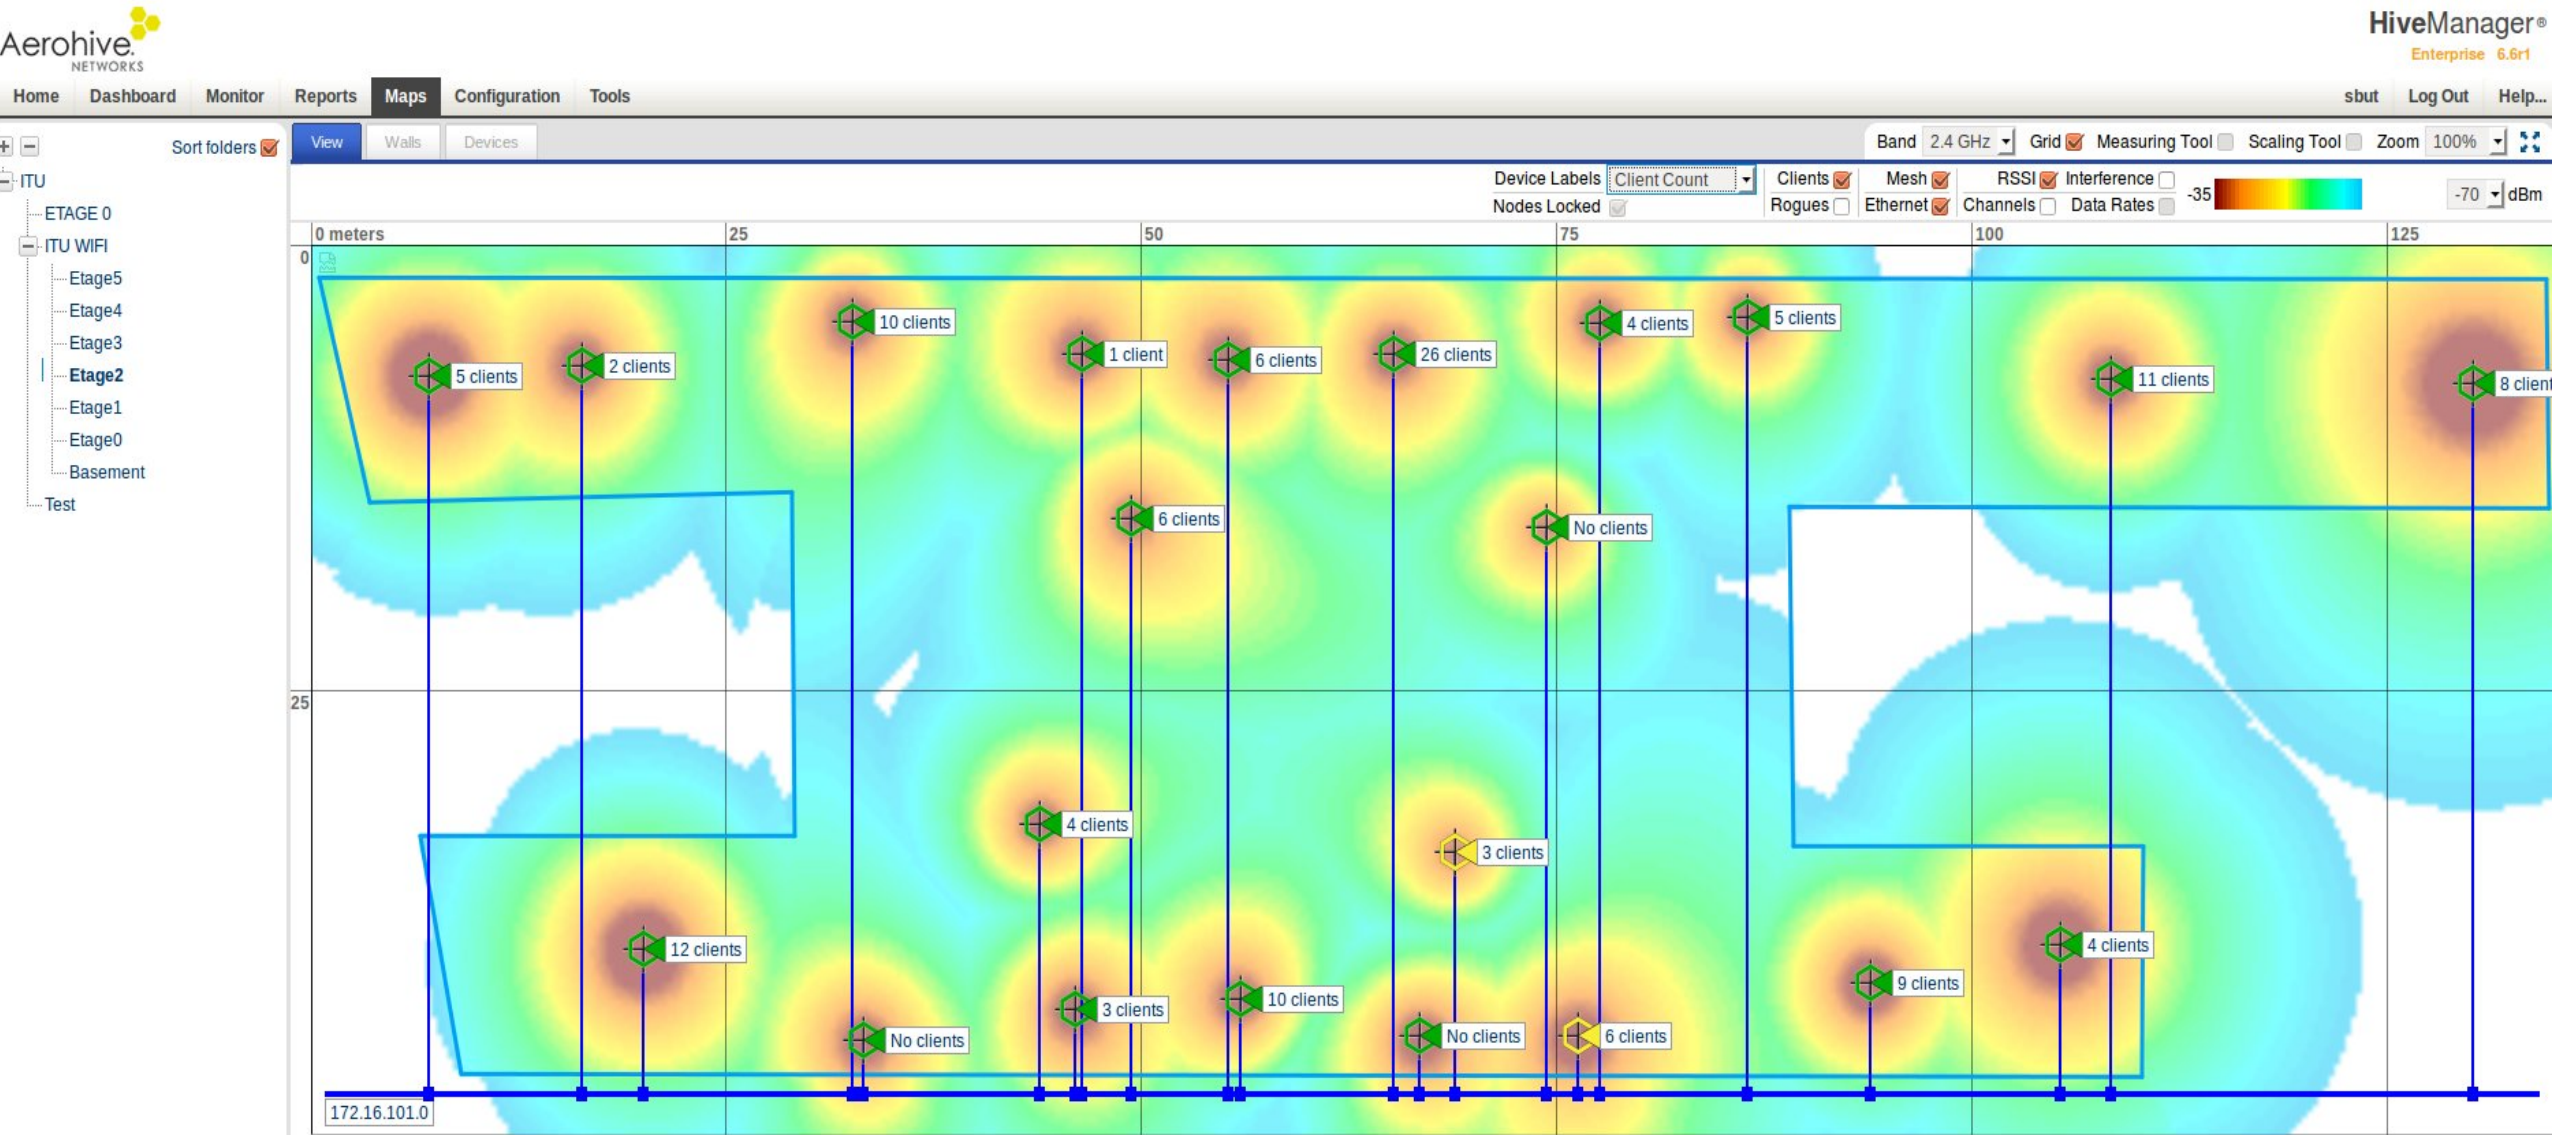 Aerohive
NETWORKS
HiveManager®
Enterprise 6.6r1
Home Dashboard Monitor Reports Maps Configuration Tools
sbut Log Out Help...
Sort folders
ITU
ETAGE 0
ITU WIFI
Etage5
Etage4
Etage3
Etage2
Etage1
Etage0
Basement
Test
View Walls Devices
Band 2.4 GHz Grid Measuring Tool Scaling Tool Zoom 100%
Device Labels Client Count Clients Mesh RSSI Interference -35 -70 dBm
Nodes Locked Rogues Ethernet Channels Data Rates
0 meters 25 50 75 100 125
0
10 clients
5 clients
4 clients
1 client
26 clients
6 clients
2 clients
5 clients
11 clients
8 client
6 clients
No clients
25
4 clients
3 clients
12 clients
4 clients
9 clients
10 clients
3 clients
No clients
6 clients
No clients
172.16.101.0